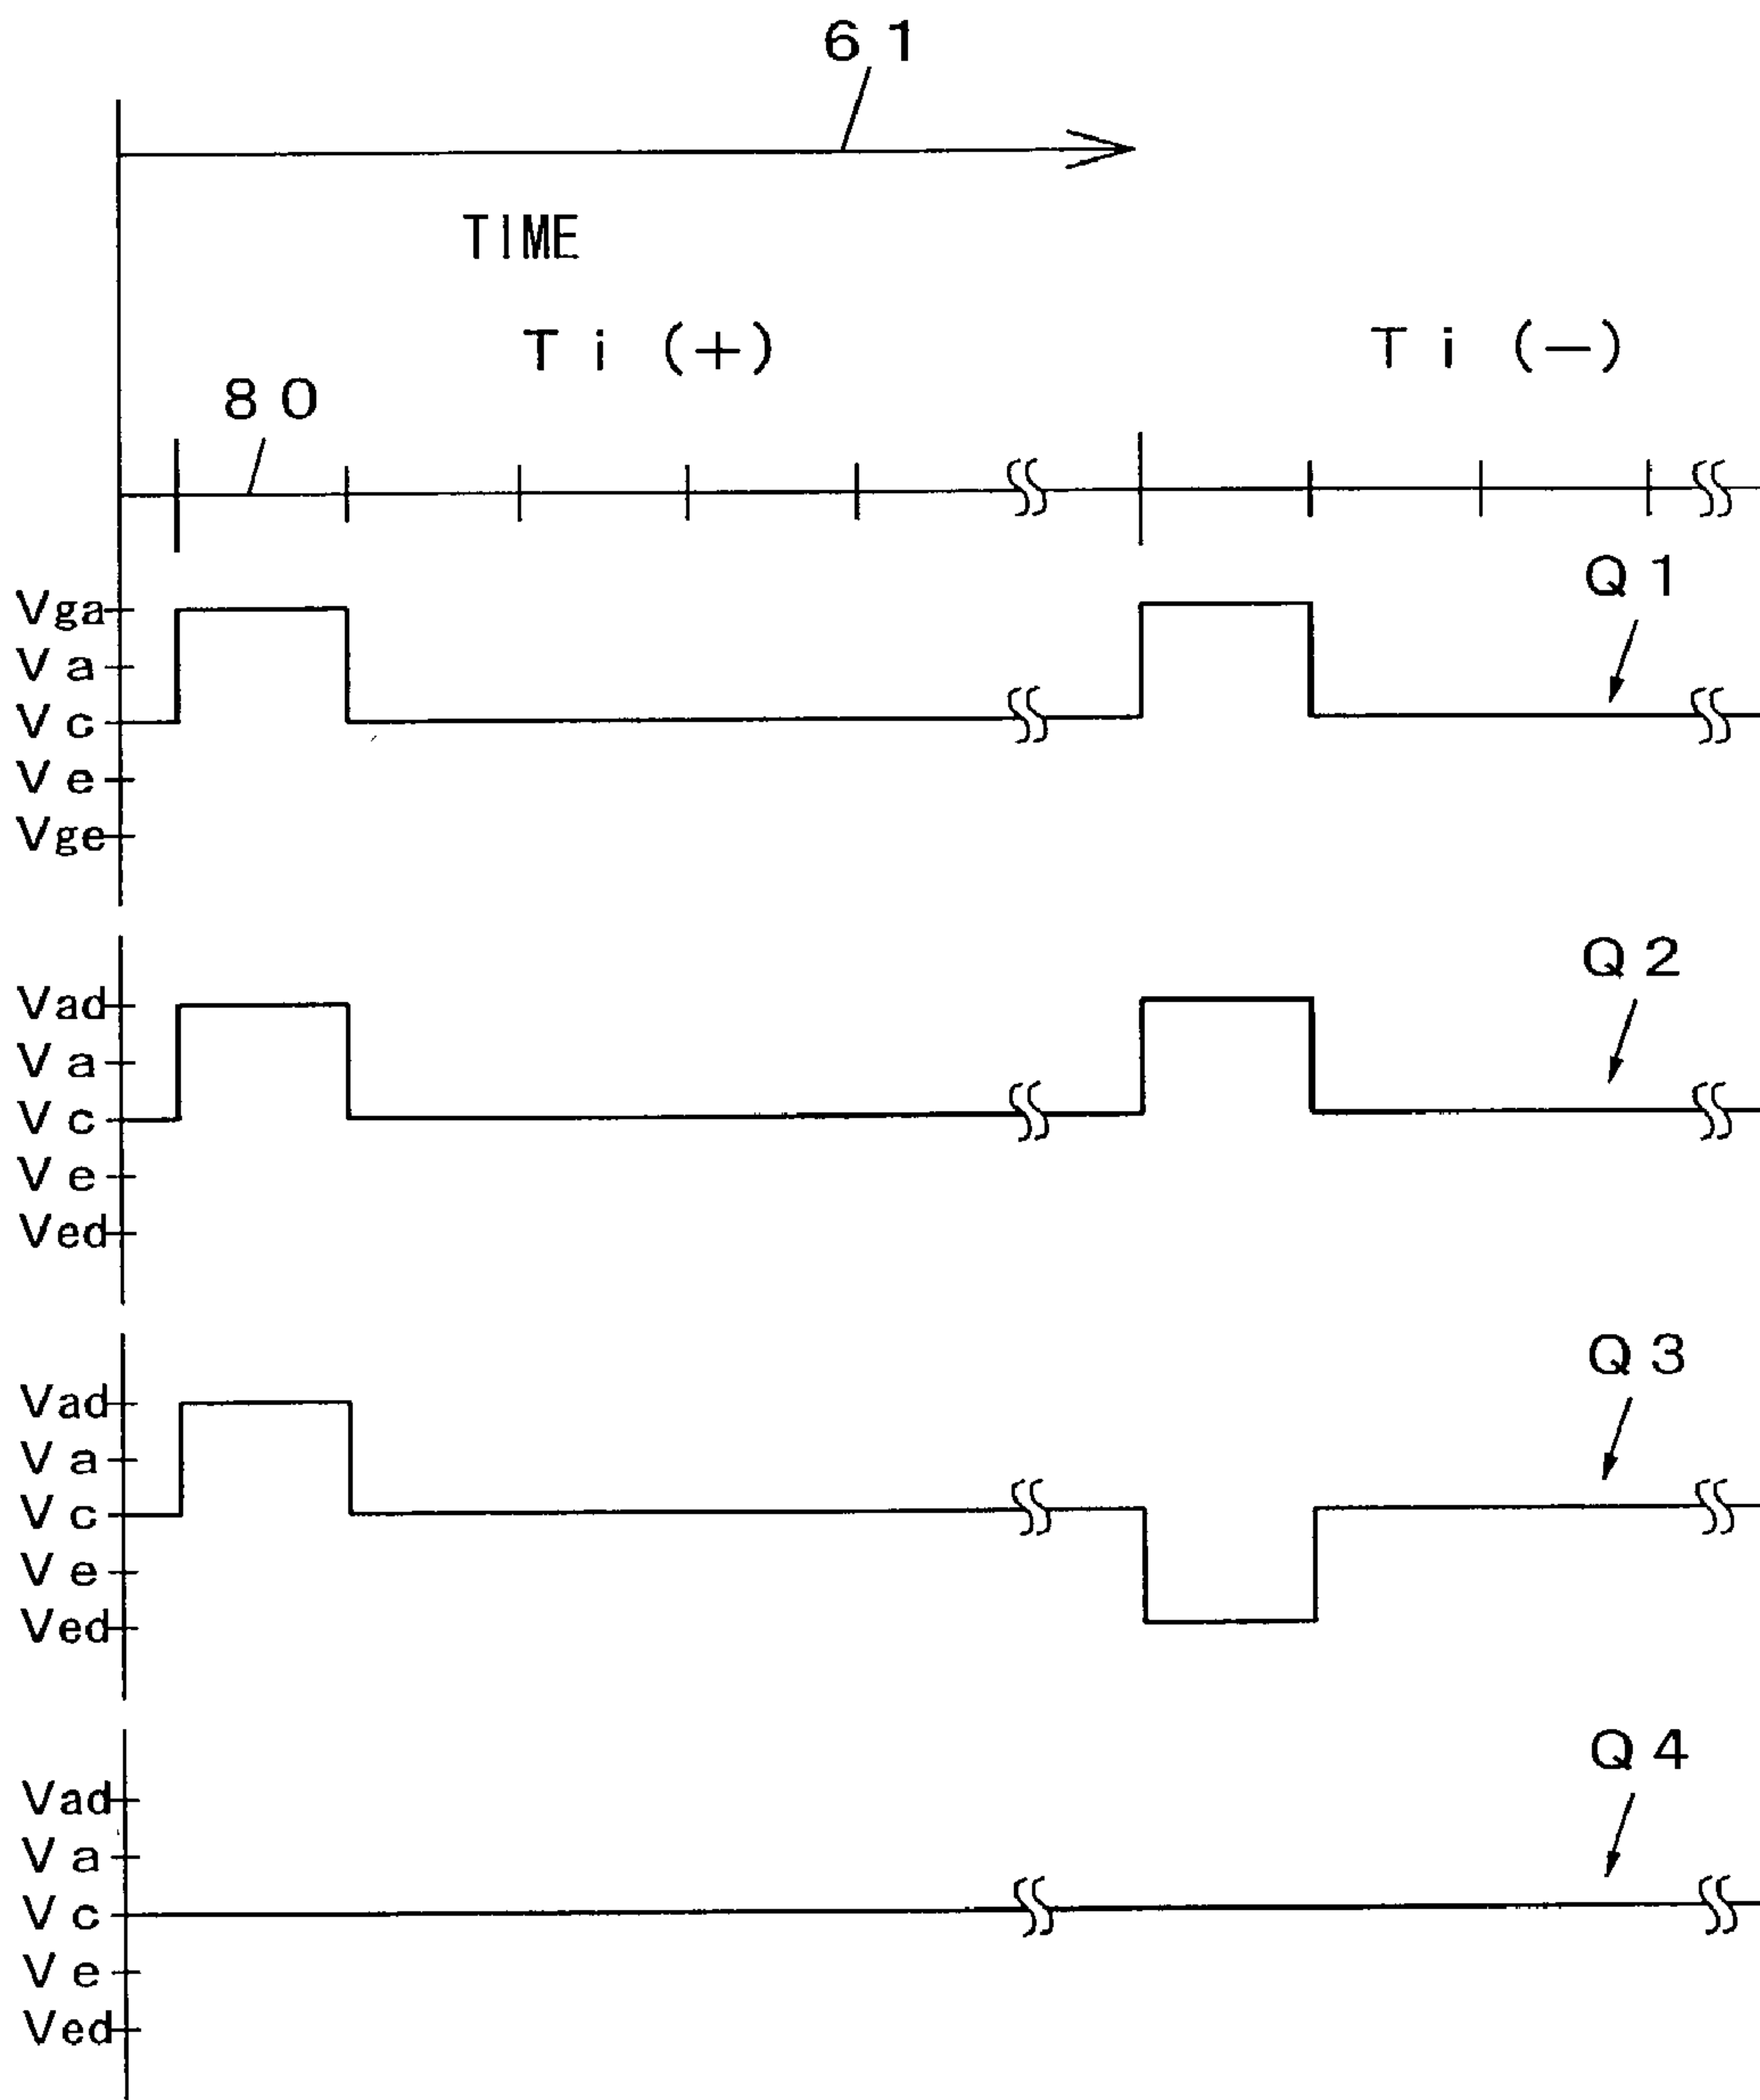 61
TIME
Ti (+)
Ti (−)
80
Q1
Vga
Va
Vc
Ve
Vge
Q2
Vad
Va
Vc
Ve
Ved
Q3
Vad
Va
Vc
Ve
Ved
Q4
Vad
Va
Vc
Ve
Ved